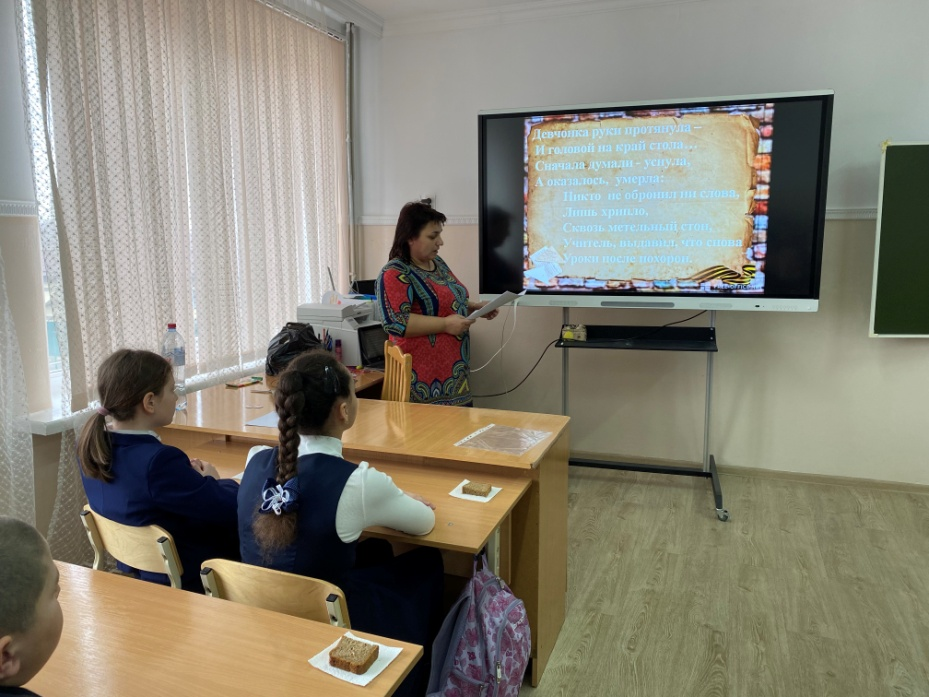 Девчонка руки протянула –
И головой на край стола…
Сначала думали - уснула,
А оказалось, умерла:
Никто не обронил ни слова,
Лишь хрипло,
Сквозь метельный стон,
Учитель, выдавил, что снова
Уроки после похорон.